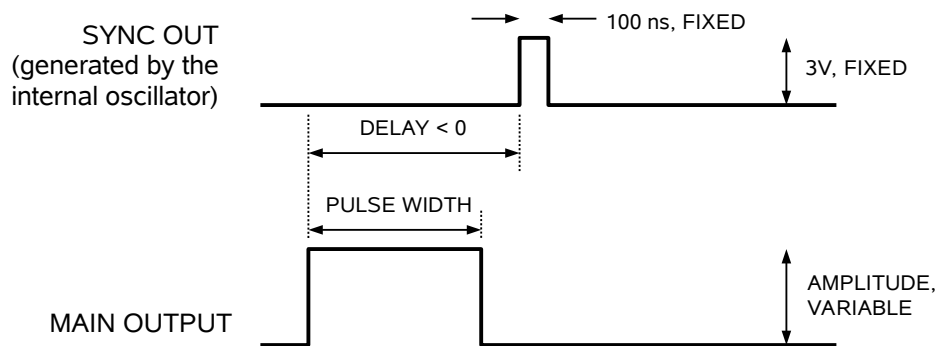 SYNC OUT
(generated by the
internal oscillator)
100 ns, FIXED
3V, FIXED
DELAY < 0
PULSE WIDTH
AMPLITUDE,
VARIABLE
MAIN OUTPUT